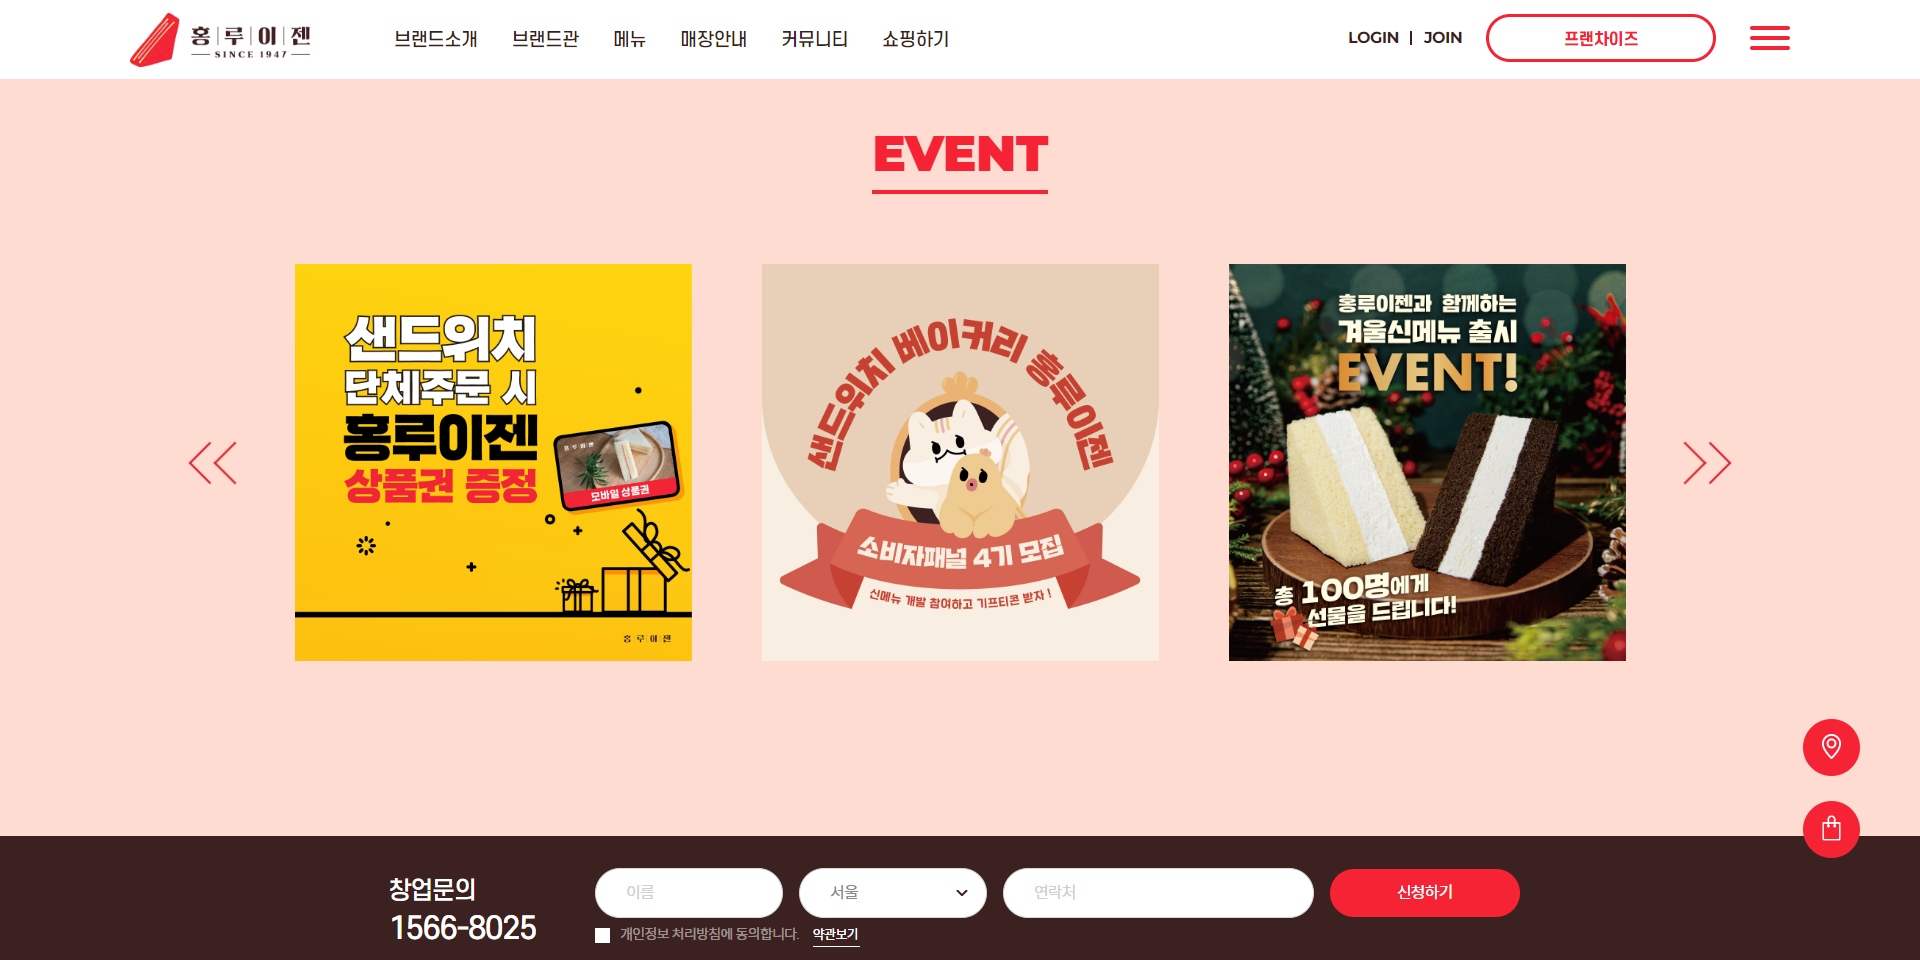 홍루이젠
SINCE 1947
브랜드소개
브랜드관
메뉴
매장안내
커뮤니티
쇼핑하기
LOGIN
JOIN
프랜차이즈
EVENT
샌드위치
단체주문 시
홍루이젠
상품권 증정
홍루이젠
모바일 상품권
홍루이젠
샌드위치 베이커리 홍루이젠
소비자패널 4기 모집
신메뉴 개발 참여하고 기프티콘 받자 !
홍루이젠과 함께하는
겨울신메뉴 출시
EVENT!
총 100명에게
선물을 드립니다!
창업문의
1566-8025
이름
서울
연락처
신청하기
개인정보 처리방침에 동의합니다.
약관보기